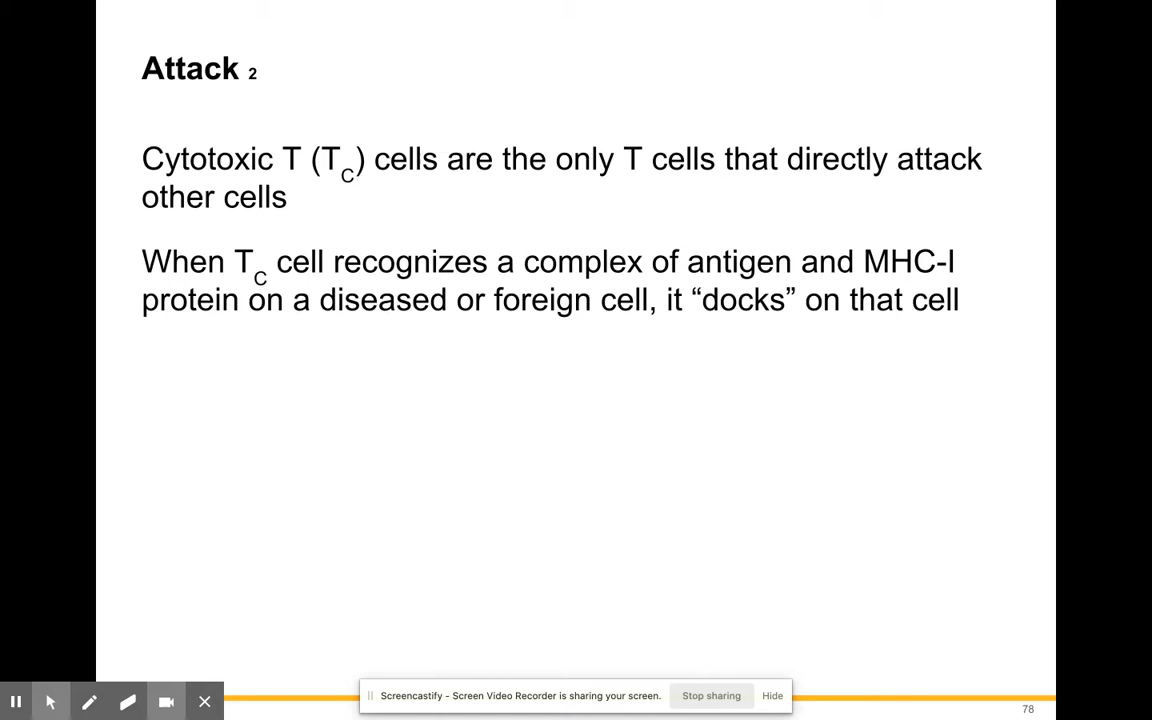 Attack 2
Cytotoxic T (TC) cells are the only T cells that directly attack
other cells
When TC cell recognizes a complex of antigen and MHC-I
protein on a diseased or foreign cell, it “docks” on that cell
Screencastify - Screen Video Recorder is sharing your screen.
Stop sharing
Hide
78